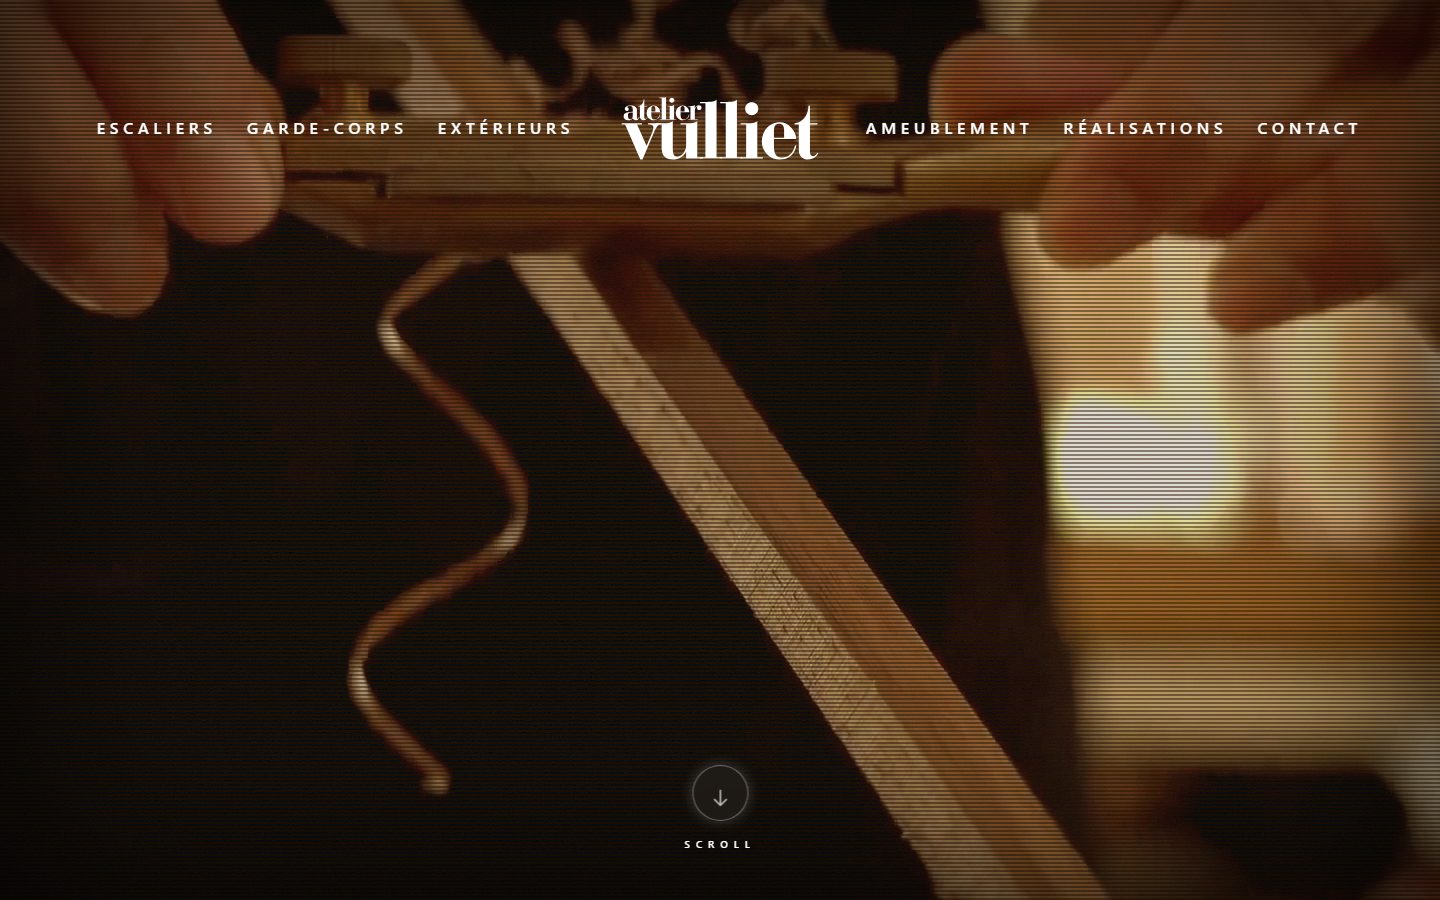 ESCALIERS GARDE-CORPS EXTÉRIEURS
atelier
vulliet
AMEUBLEMENT RÉALISATIONS CONTACT
SCROLL